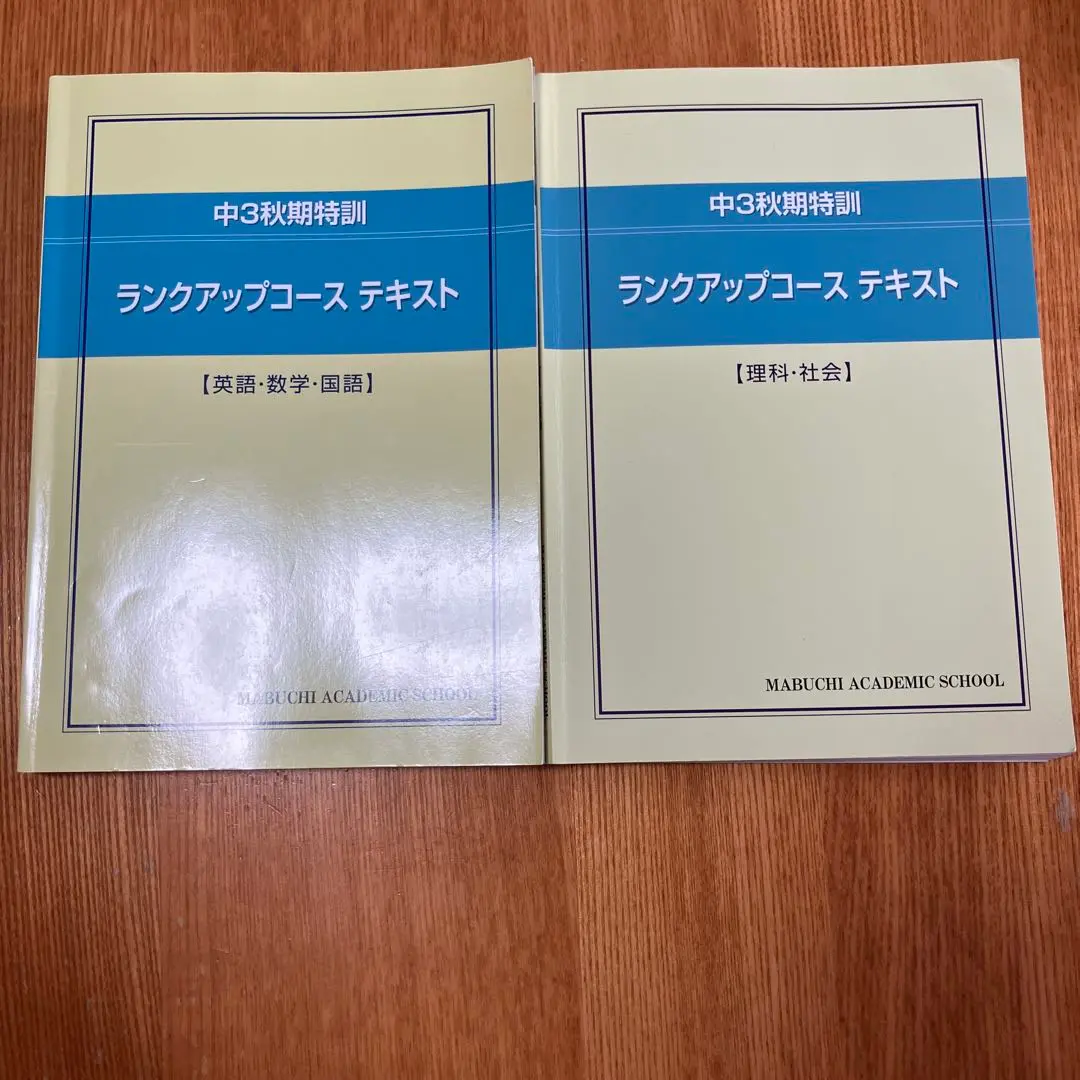 中3秋期特訓
ランクアップコース テキスト
【英語・数学・国語】
MABUCHI ACADEMIC SCHOOL
中3秋期特訓
ランクアップコース テキスト
【理科・社会】
MABUCHI ACADEMIC SCHOOL